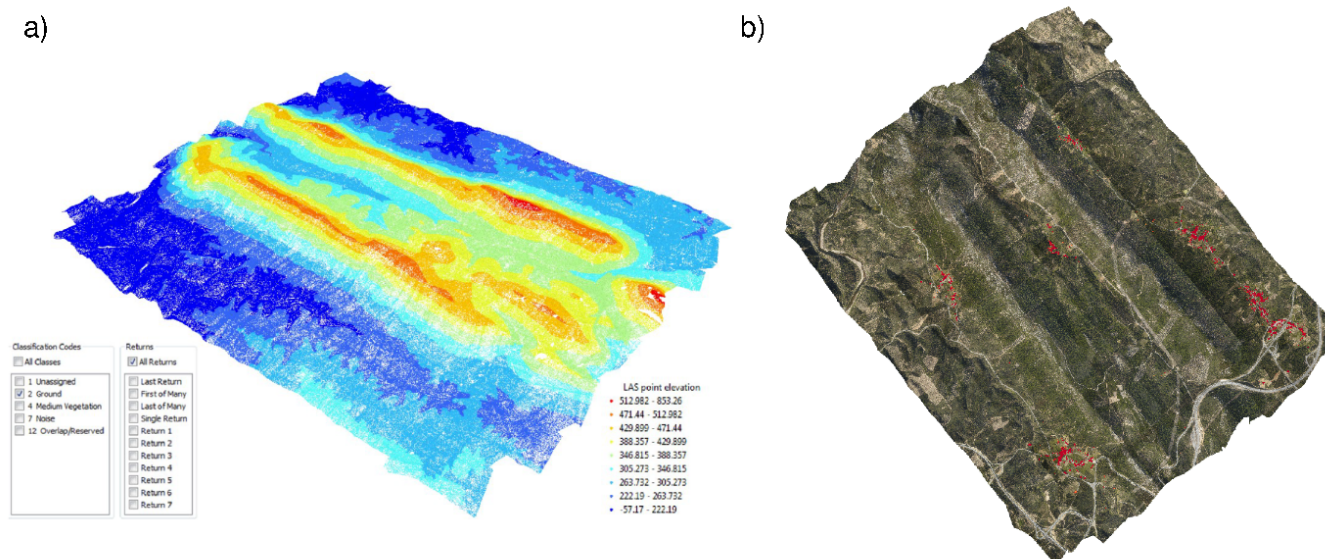 a)
b)
Classification Codes
All Classes
1 Unassigned
2 Ground
4 Medium Vegetation
7 Noise
12 Overlap/Reserved
Returns
All Returns
Last Return
First of Many
Last of Many
Single Return
Return 1
Return 2
Return 3
Return 4
Return 5
Return 6
Return 7
LAS point elevation
512.982 - 853.26
471.44 - 512.982
429.899 - 471.44
388.357 - 429.899
346.815 - 388.357
305.273 - 346.815
263.732 - 305.273
222.19 - 263.732
-57.17 - 222.19